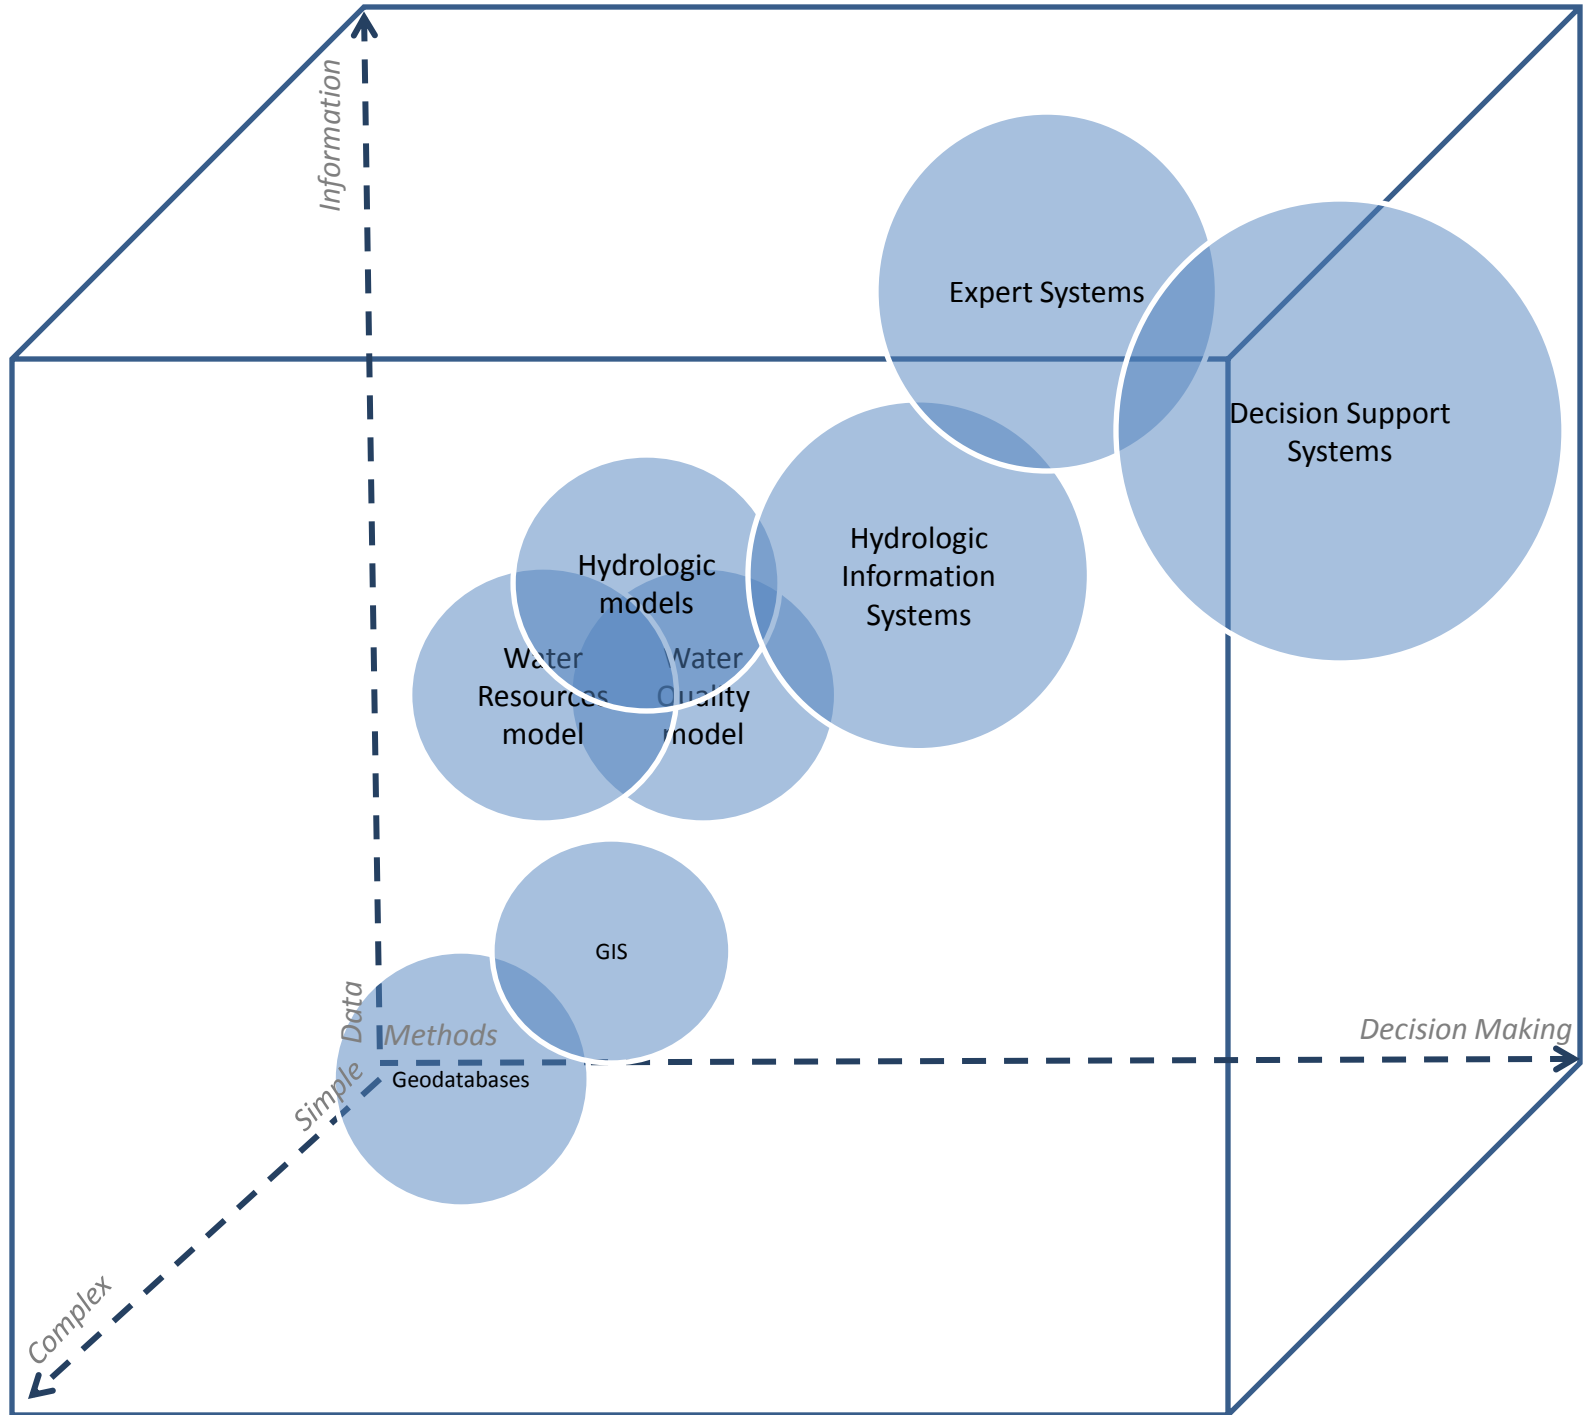 Information
Expert Systems
Decision Support
Systems
Hydrologic
Information
Systems
Hydrologic
models
Water
Resources
model
Water
Quality
model
GIS
Data
Methods
Decision Making
Simple
Geodatabases
Complex